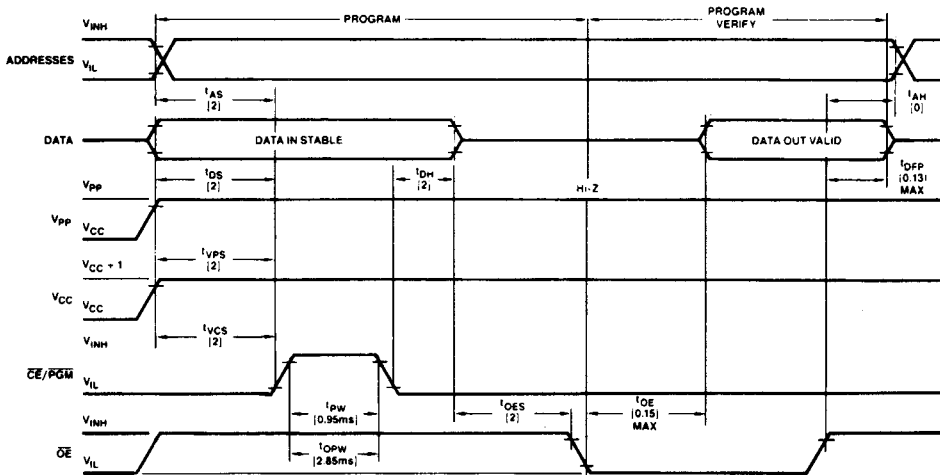 PROGRAM
PROGRAM
VERIFY
VINH
ADDRESSES
VIL
tAS
[2]
tAH
[0]
DATA
DATA IN STABLE
DATA OUT VALID
tDS
[2]
tDH
[2]
HI-Z
tDFP
[0.13]
MAX
VPP
VPP
VCC
VCC + 1
tVPS
[2]
VCC
VCC
tVCS
[2]
VINH
CE/PGM
VIL
tPW
[0.95ms]
tOES
[2]
tOE
[0.15]
MAX
VINH
OE
VIL
tOPW
[2.85ms]